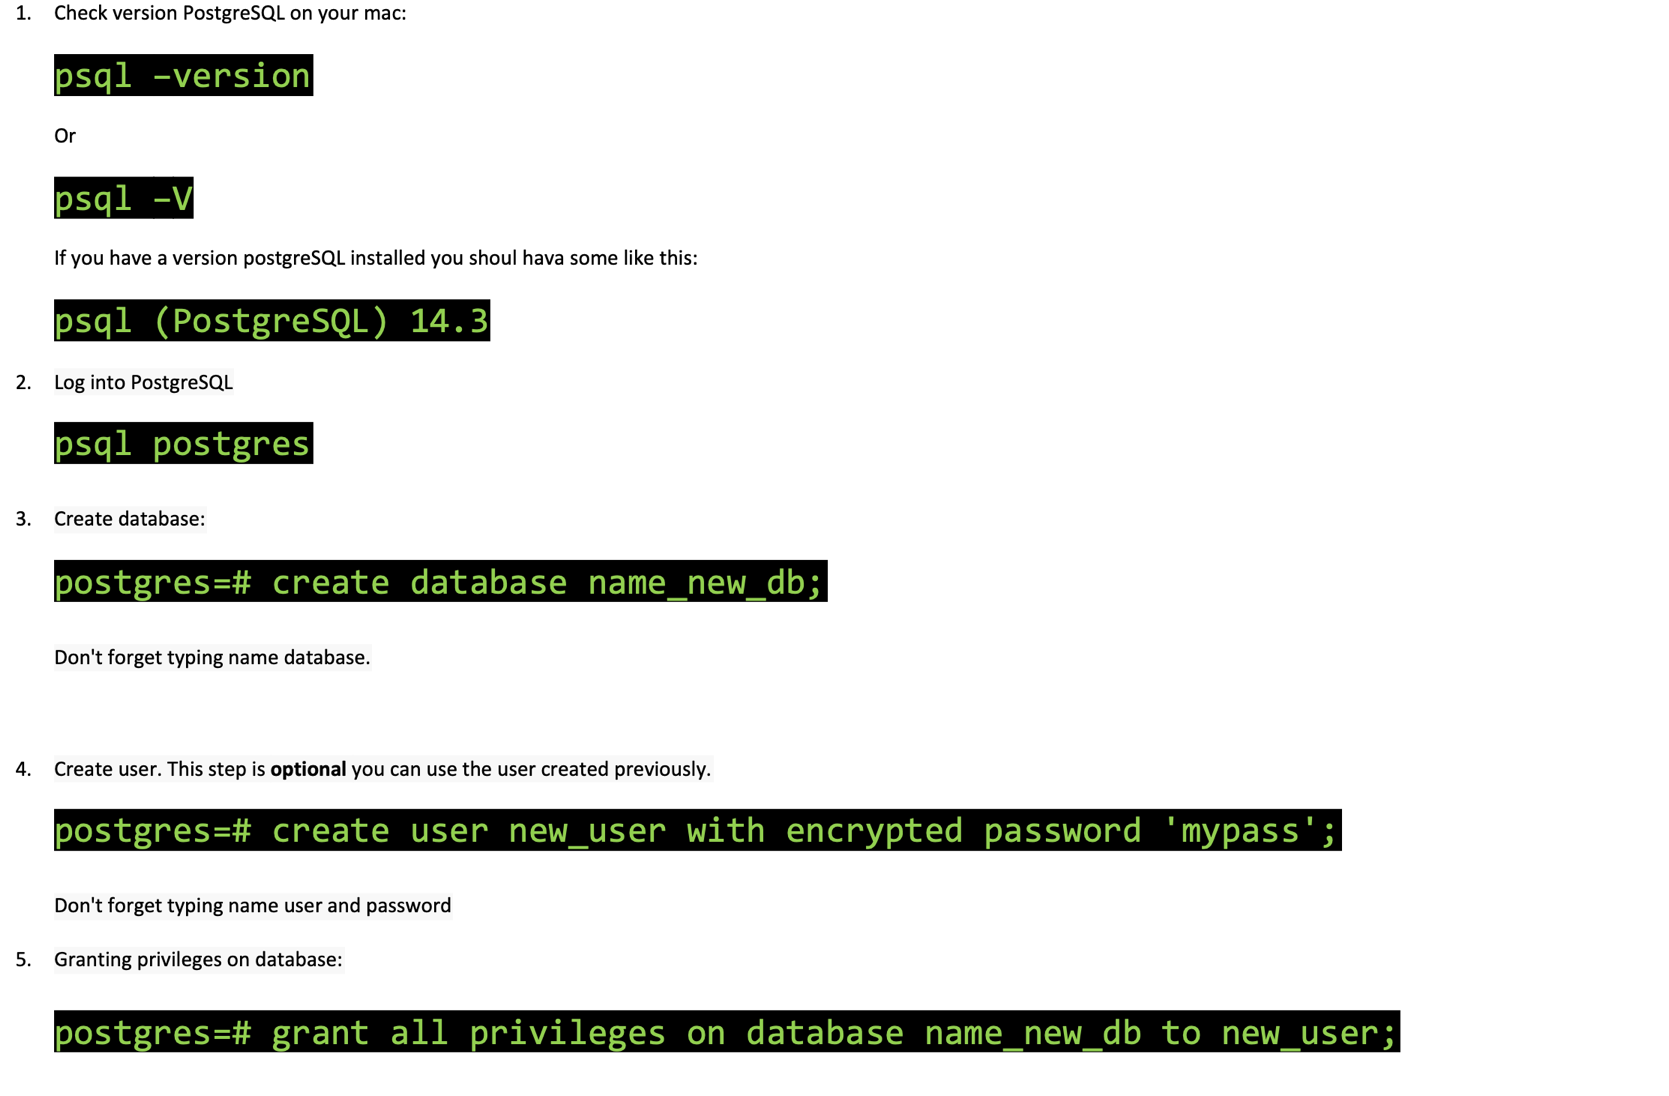 1. Check version PostgreSQL on your mac:
psql –version
Or
psql –V
If you have a version postgreSQL installed you shoul hava some like this:
psql (PostgreSQL) 14.3
2. Log into PostgreSQL
psql postgres
3. Create database:
postgres=# create database name_new_db;
Don't forget typing name database.
4. Create user. This step is optional you can use the user created previously.
postgres=# create user new_user with encrypted password 'mypass';
Don't forget typing name user and password
5. Granting privileges on database:
postgres=# grant all privileges on database name_new_db to new_user;